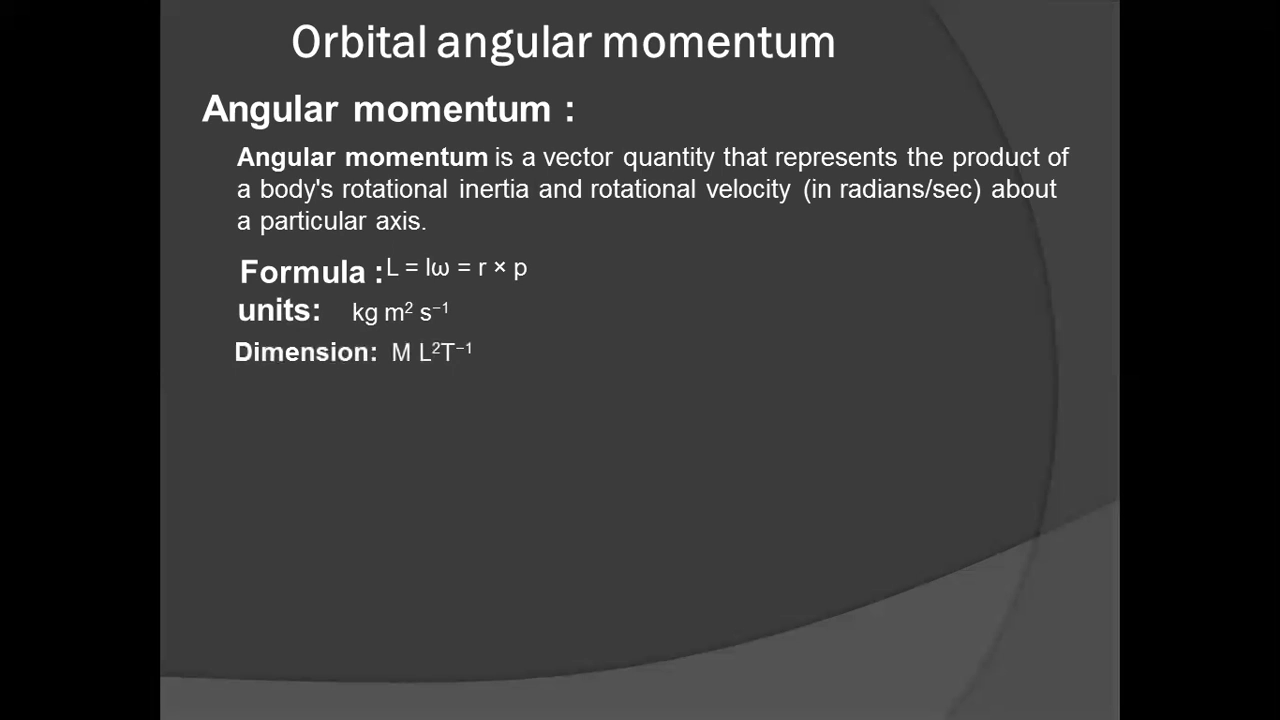 Orbital angular momentum
Angular momentum :
Angular momentum is a vector quantity that represents the product of
a body's rotational inertia and rotational velocity (in radians/sec) about
a particular axis.
Formula : L = Iω = r × p
units: kg m² s⁻¹
Dimension: M L²T⁻¹